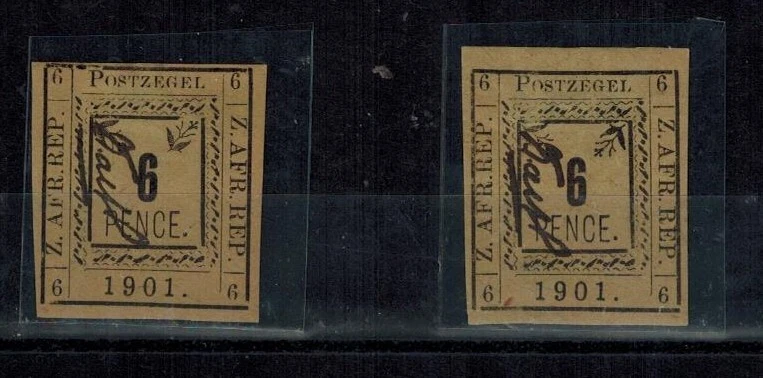 6 POSTZEGEL 6
Z. AFR. REP.
6
PENCE.
Z. AFR. REP.
6 1901. 6
6 POSTZEGEL 6
Z. AFR. REP.
6
PENCE.
Z. AFR. REP.
6 1901. 6